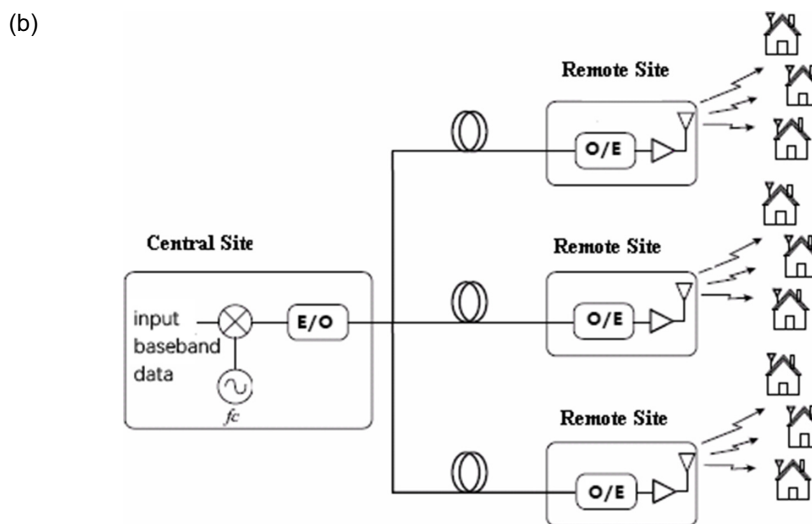 (b)
Remote Site
O/E
Central Site
Remote Site
input
baseband
data
E/O
O/E
fc
Remote Site
O/E